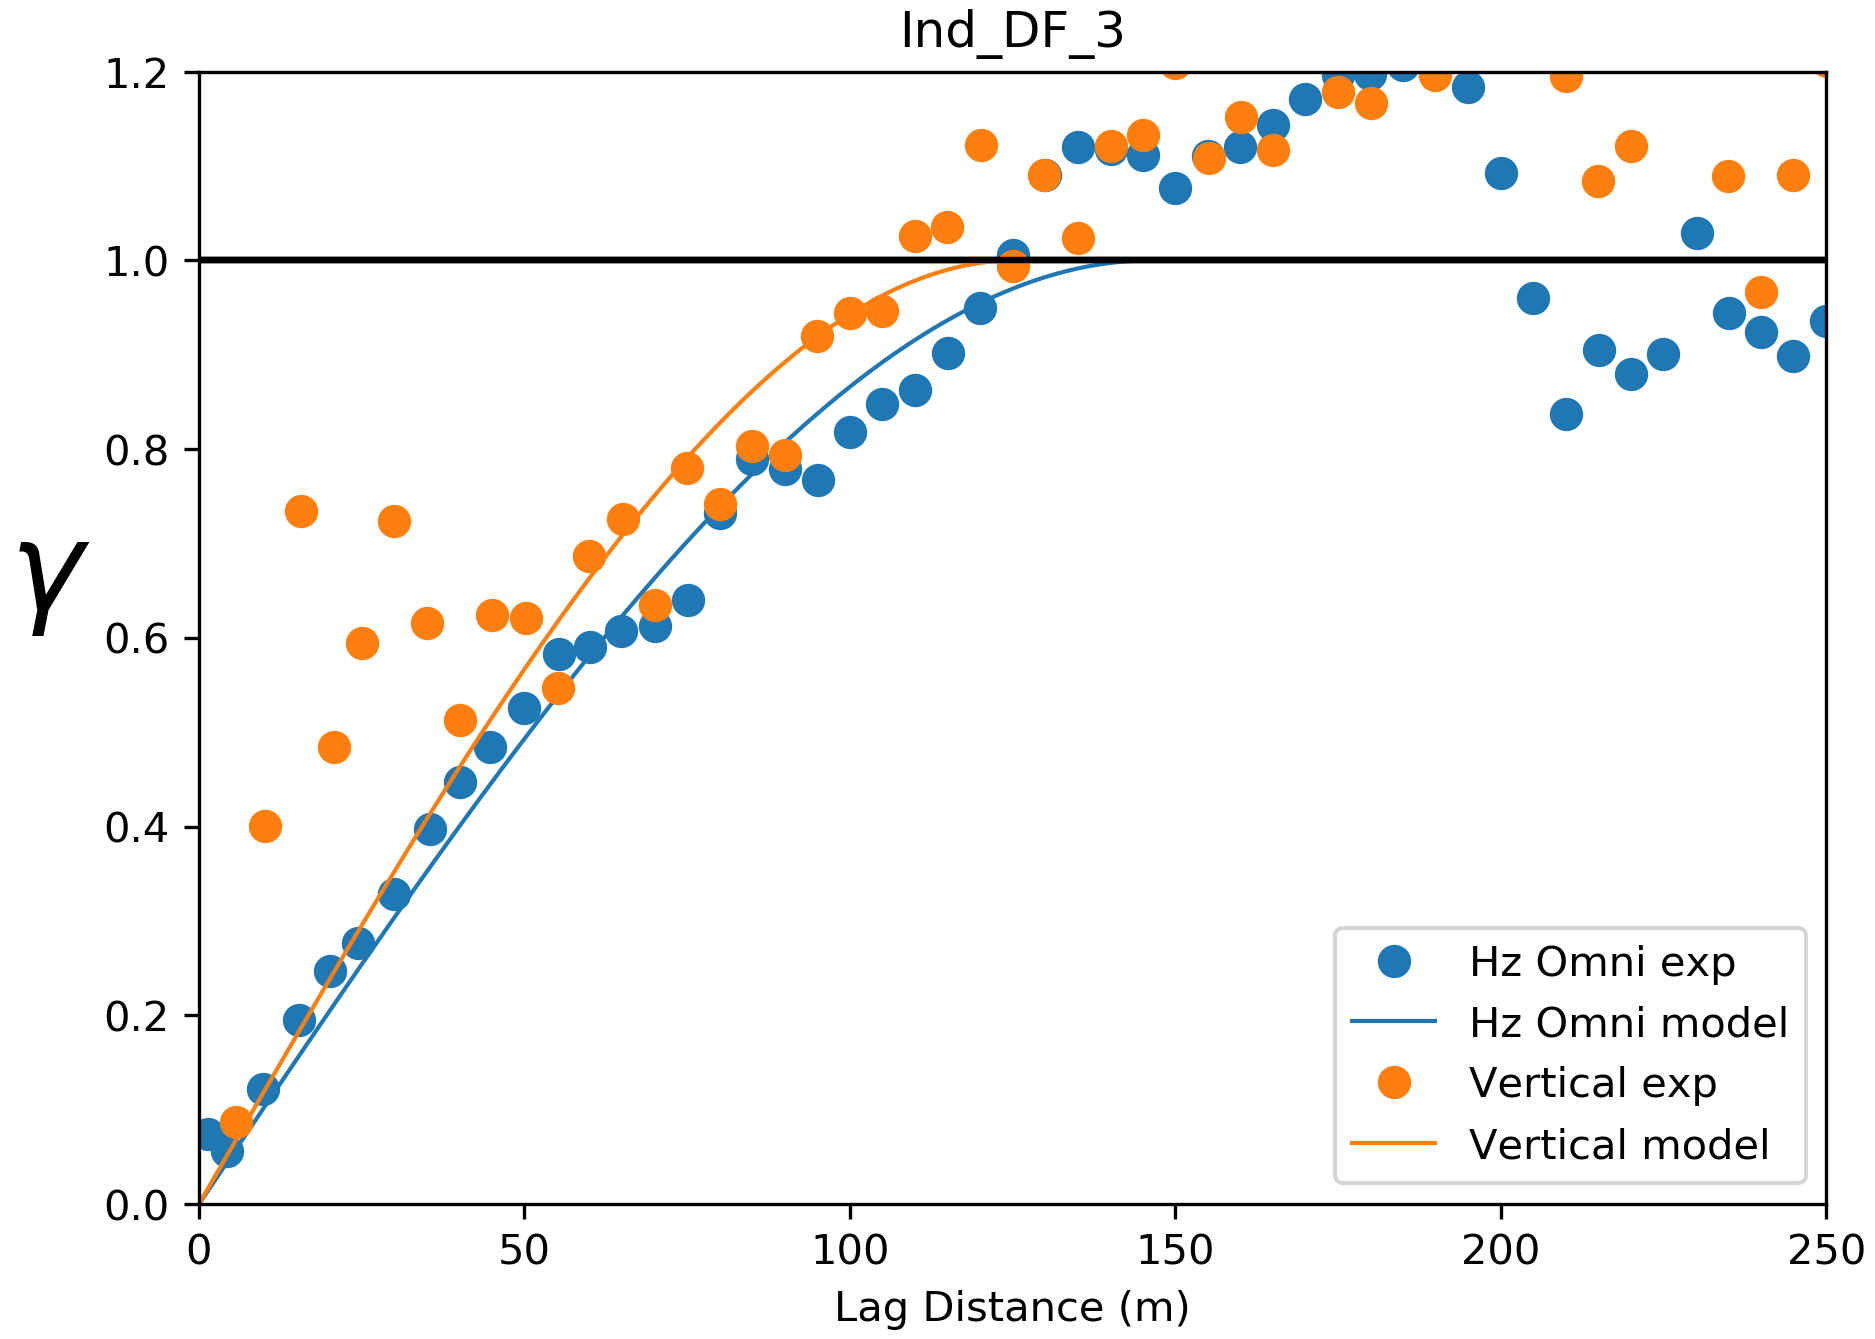 Ind_DF_3
1.2
1.0
0.8
0.6
0.4
0.2
0.0
γ
0 50 100 150 200 250
Lag Distance (m)
Hz Omni exp
Hz Omni model
Vertical exp
Vertical model